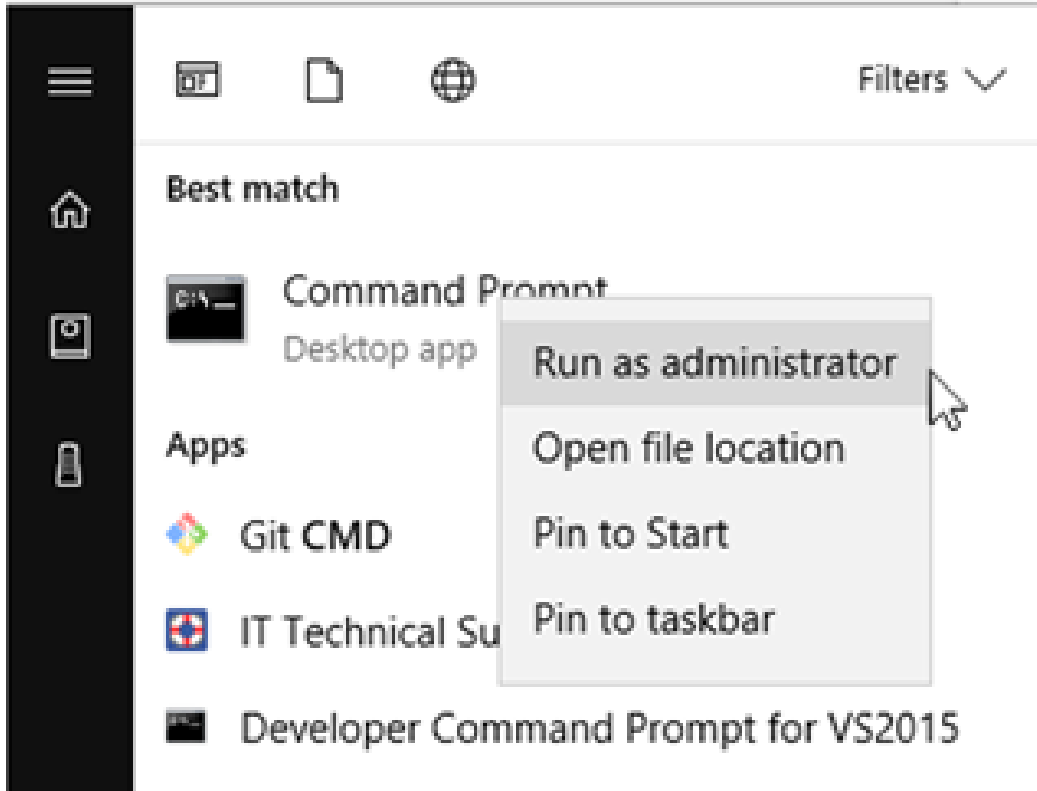 Filters
Best match
Command Prompt
Desktop app
Run as administrator
Open file location
Apps
Git CMD
Pin to Start
IT Technical Su
Pin to taskbar
Developer Command Prompt for VS2015